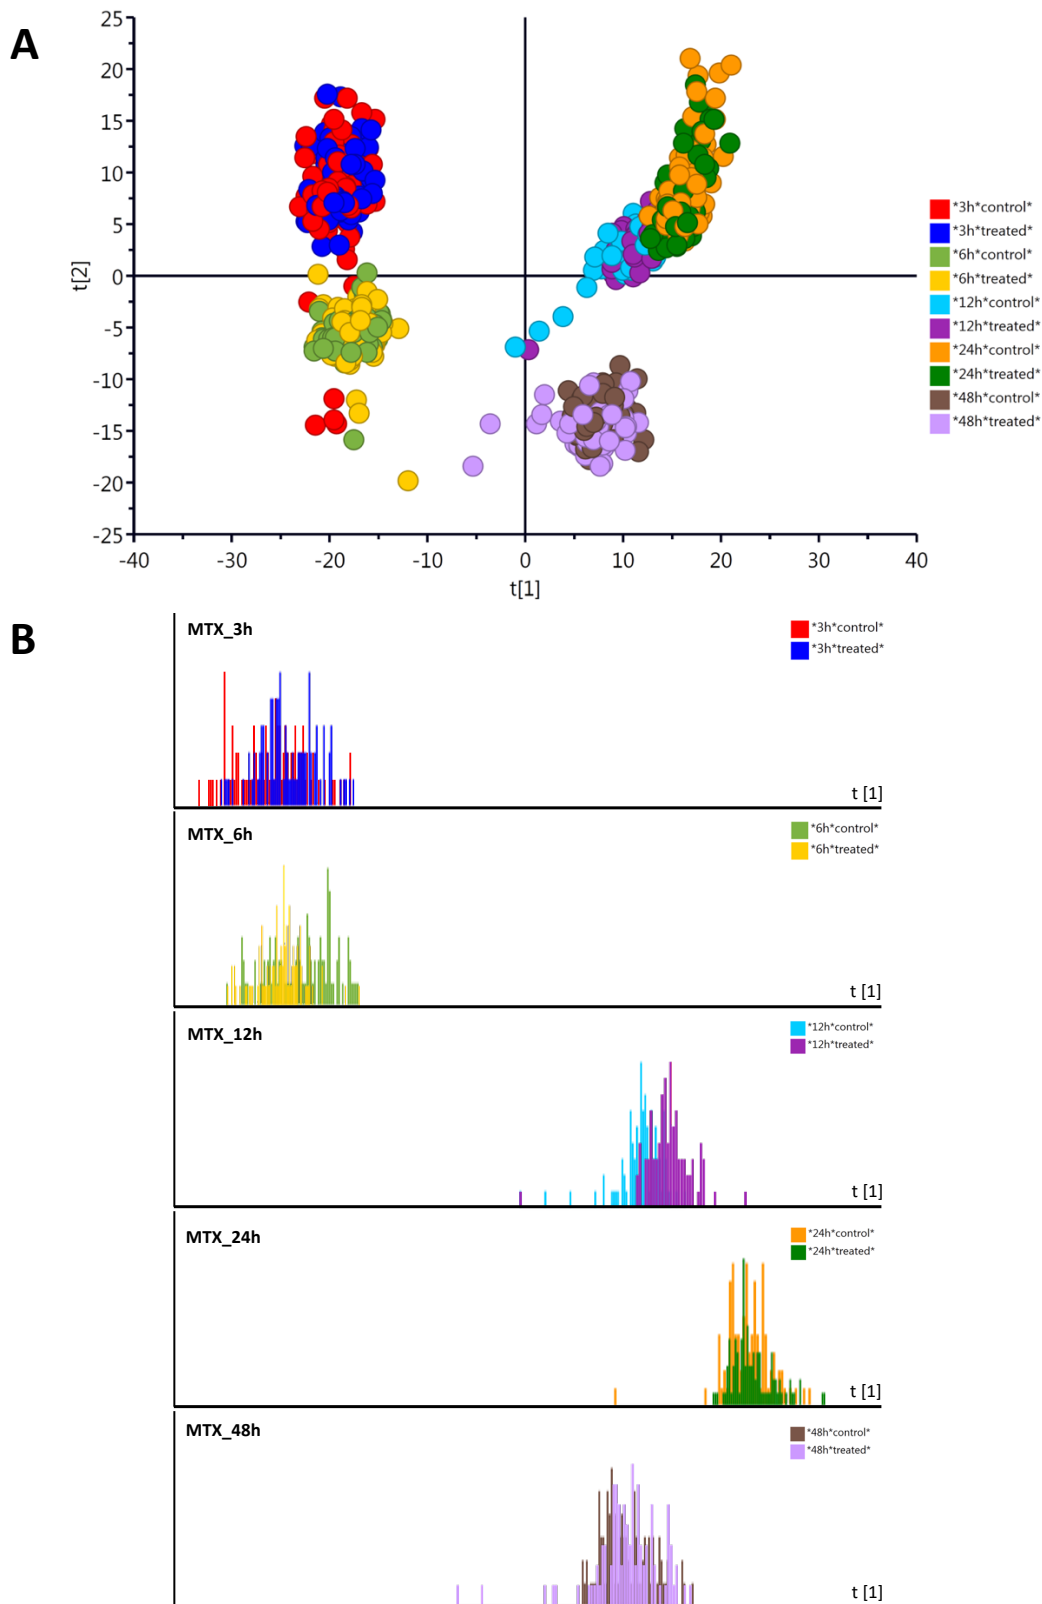 A
25
20
15
10
5
0
-5
-10
-15
-20
-25
t[2]
-40
-30
-20
-10
0
10
20
30
40
t[1]
*3h*control*
*3h*treated*
*6h*control*
*6h*treated*
*12h*control*
*12h*treated*
*24h*control*
*24h*treated*
*48h*control*
*48h*treated*
B
MTX_3h
*3h*control*
*3h*treated*
t [1]
MTX_6h
*6h*control*
*6h*treated*
t [1]
MTX_12h
*12h*control*
*12h*treated*
t [1]
MTX_24h
*24h*control*
*24h*treated*
t [1]
MTX_48h
*48h*control*
*48h*treated*
t [1]